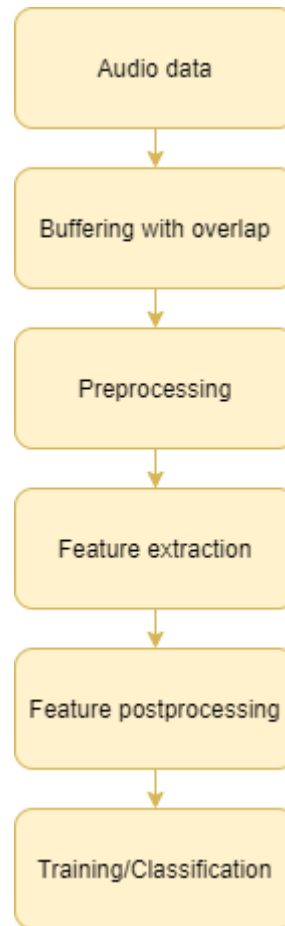 Audio data
Buffering with overlap
Preprocessing
Feature extraction
Feature postprocessing
Training/Classification